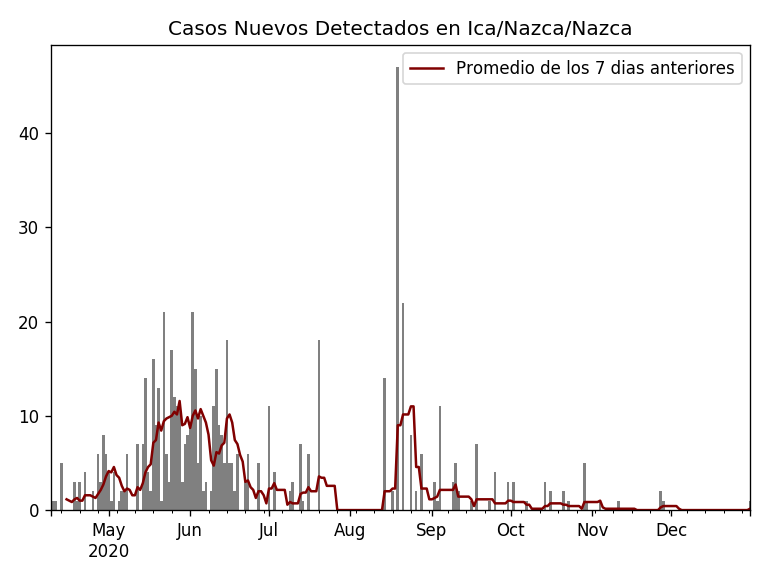 Casos Nuevos Detectados en Ica/Nazca/Nazca
Promedio de los 7 dias anteriores
40
30
20
10
0
May Jun Jul Aug Sep Oct Nov Dec
2020